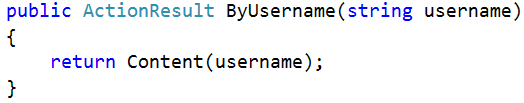 public ActionResult ByUsername(string username)
{
    return Content(username);
}